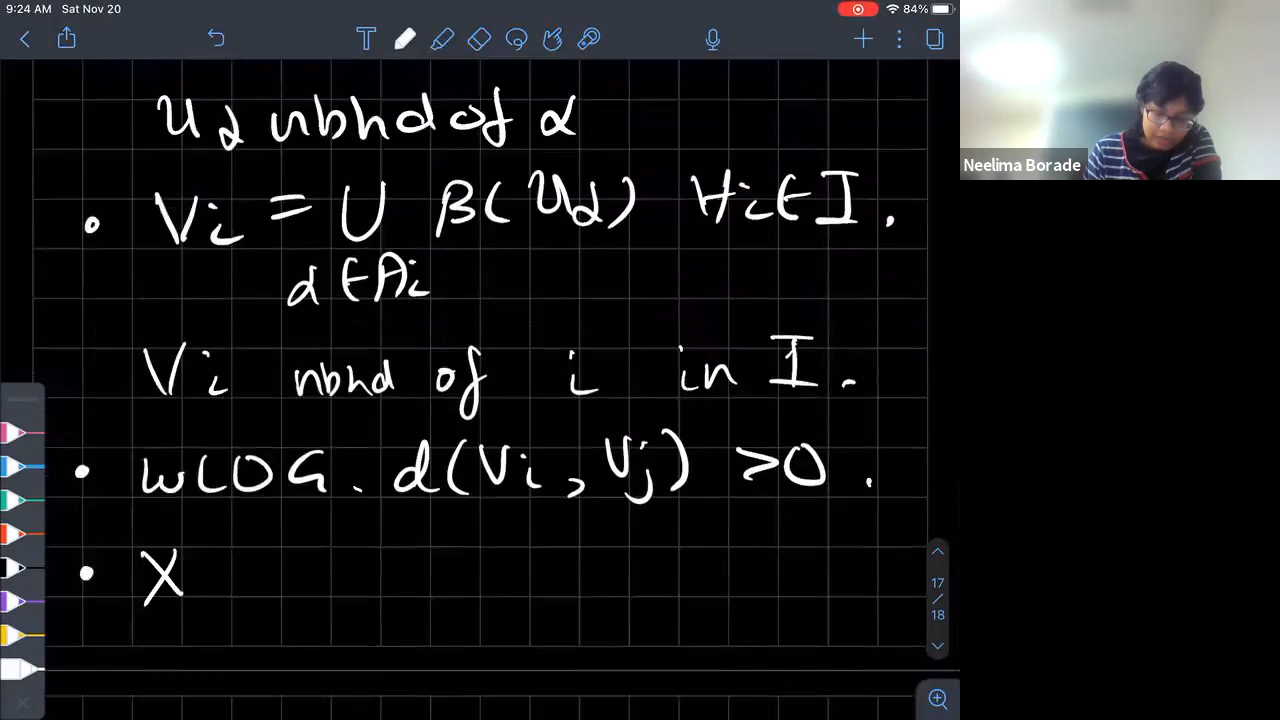 9:24 AM Sat Nov 20
84%
T
U_α nbhd of α
• V_i = ∪ β(U_α) ∀i∈I.
α∈A_i
V_i nbhd of i in I.
• WLOG. d(V_i, V_j) >0.
• X
17
/
18
Neelima Borade